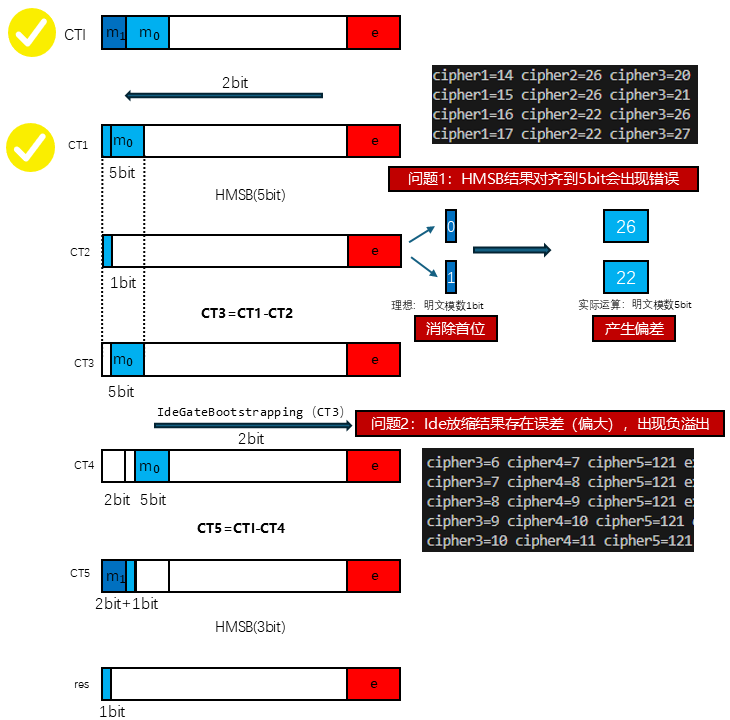 CTI
m₁
m₀
e
2bit
cipher1=14 cipher2=26 cipher3=20
cipher1=15 cipher2=26 cipher3=21
cipher1=16 cipher2=22 cipher3=26
cipher1=17 cipher2=22 cipher3=27
CT1
m₀
e
5bit
问题1：HMSB结果对齐到5bit会出现错误
HMSB(5bit)
CT2
e
0
26
1
22
1bit
理想：明文模数1bit
实际运算：明文模数5bit
CT3=CT1-CT2
消除首位
产生偏差
CT3
m₀
e
5bit
IdeGateBootstrapping（CT3）
2bit
问题2：Ide放缩结果存在误差（偏大），出现负溢出
CT4
m₀
e
2bit
5bit
cipher3=6 cipher4=7 cipher5=121
cipher3=7 cipher4=8 cipher5=121
cipher3=8 cipher4=9 cipher5=121
cipher3=9 cipher4=10 cipher5=121
cipher3=10 cipher4=11 cipher5=121
CT5=CTI-CT4
CT5
m₁
e
2bit+1bit
HMSB(3bit)
res
e
1bit